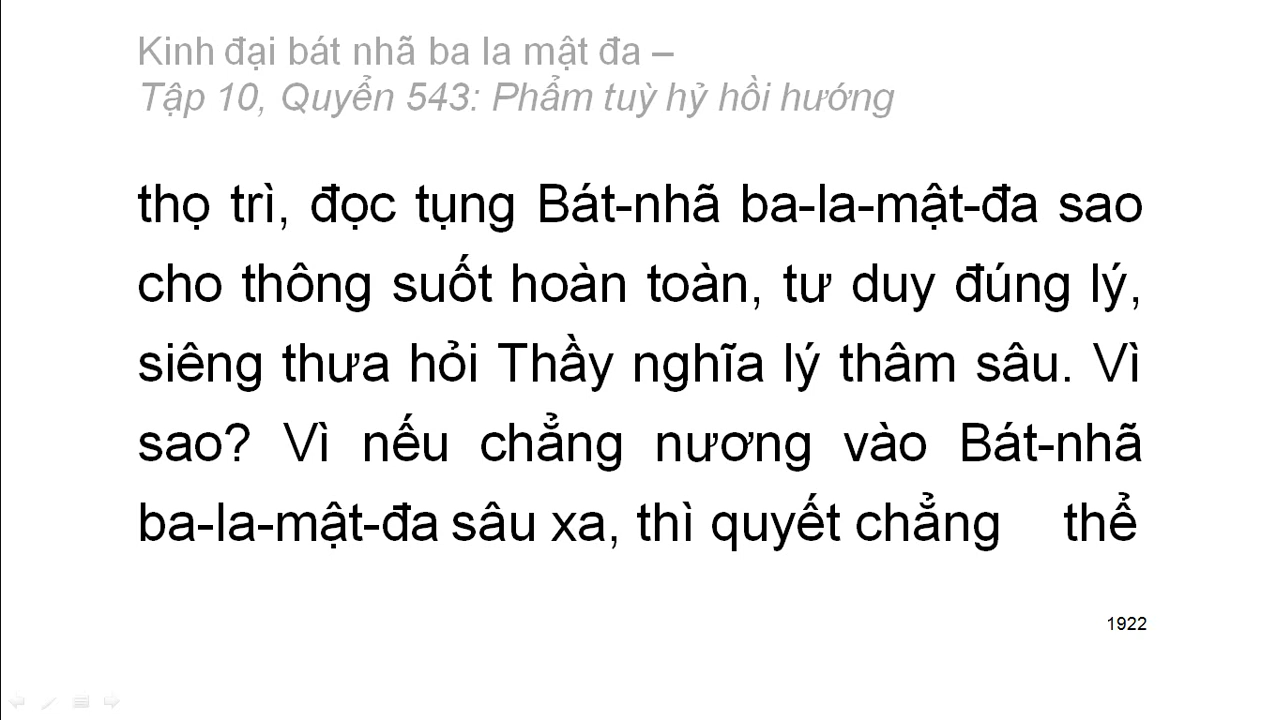 Kinh đại bát nhã ba la mật đa –
Tập 10, Quyển 543: Phẩm tuỳ hỷ hồi hướng
thọ trì, đọc tụng Bát-nhã ba-la-mật-đa sao
cho thông suốt hoàn toàn, tư duy đúng lý,
siêng thưa hỏi Thầy nghĩa lý thâm sâu. Vì
sao? Vì nếu chẳng nương vào Bát-nhã
ba-la-mật-đa sâu xa, thì quyết chẳng thể
1922